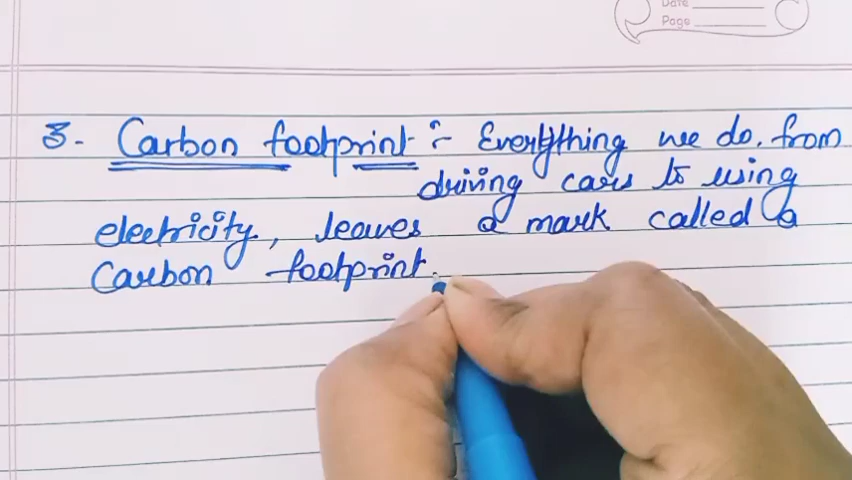 Date
Page
3. Carbon footprint :- Everything we do, from
driving cars to using
electricity, leaves a mark called a
Carbon footprint.